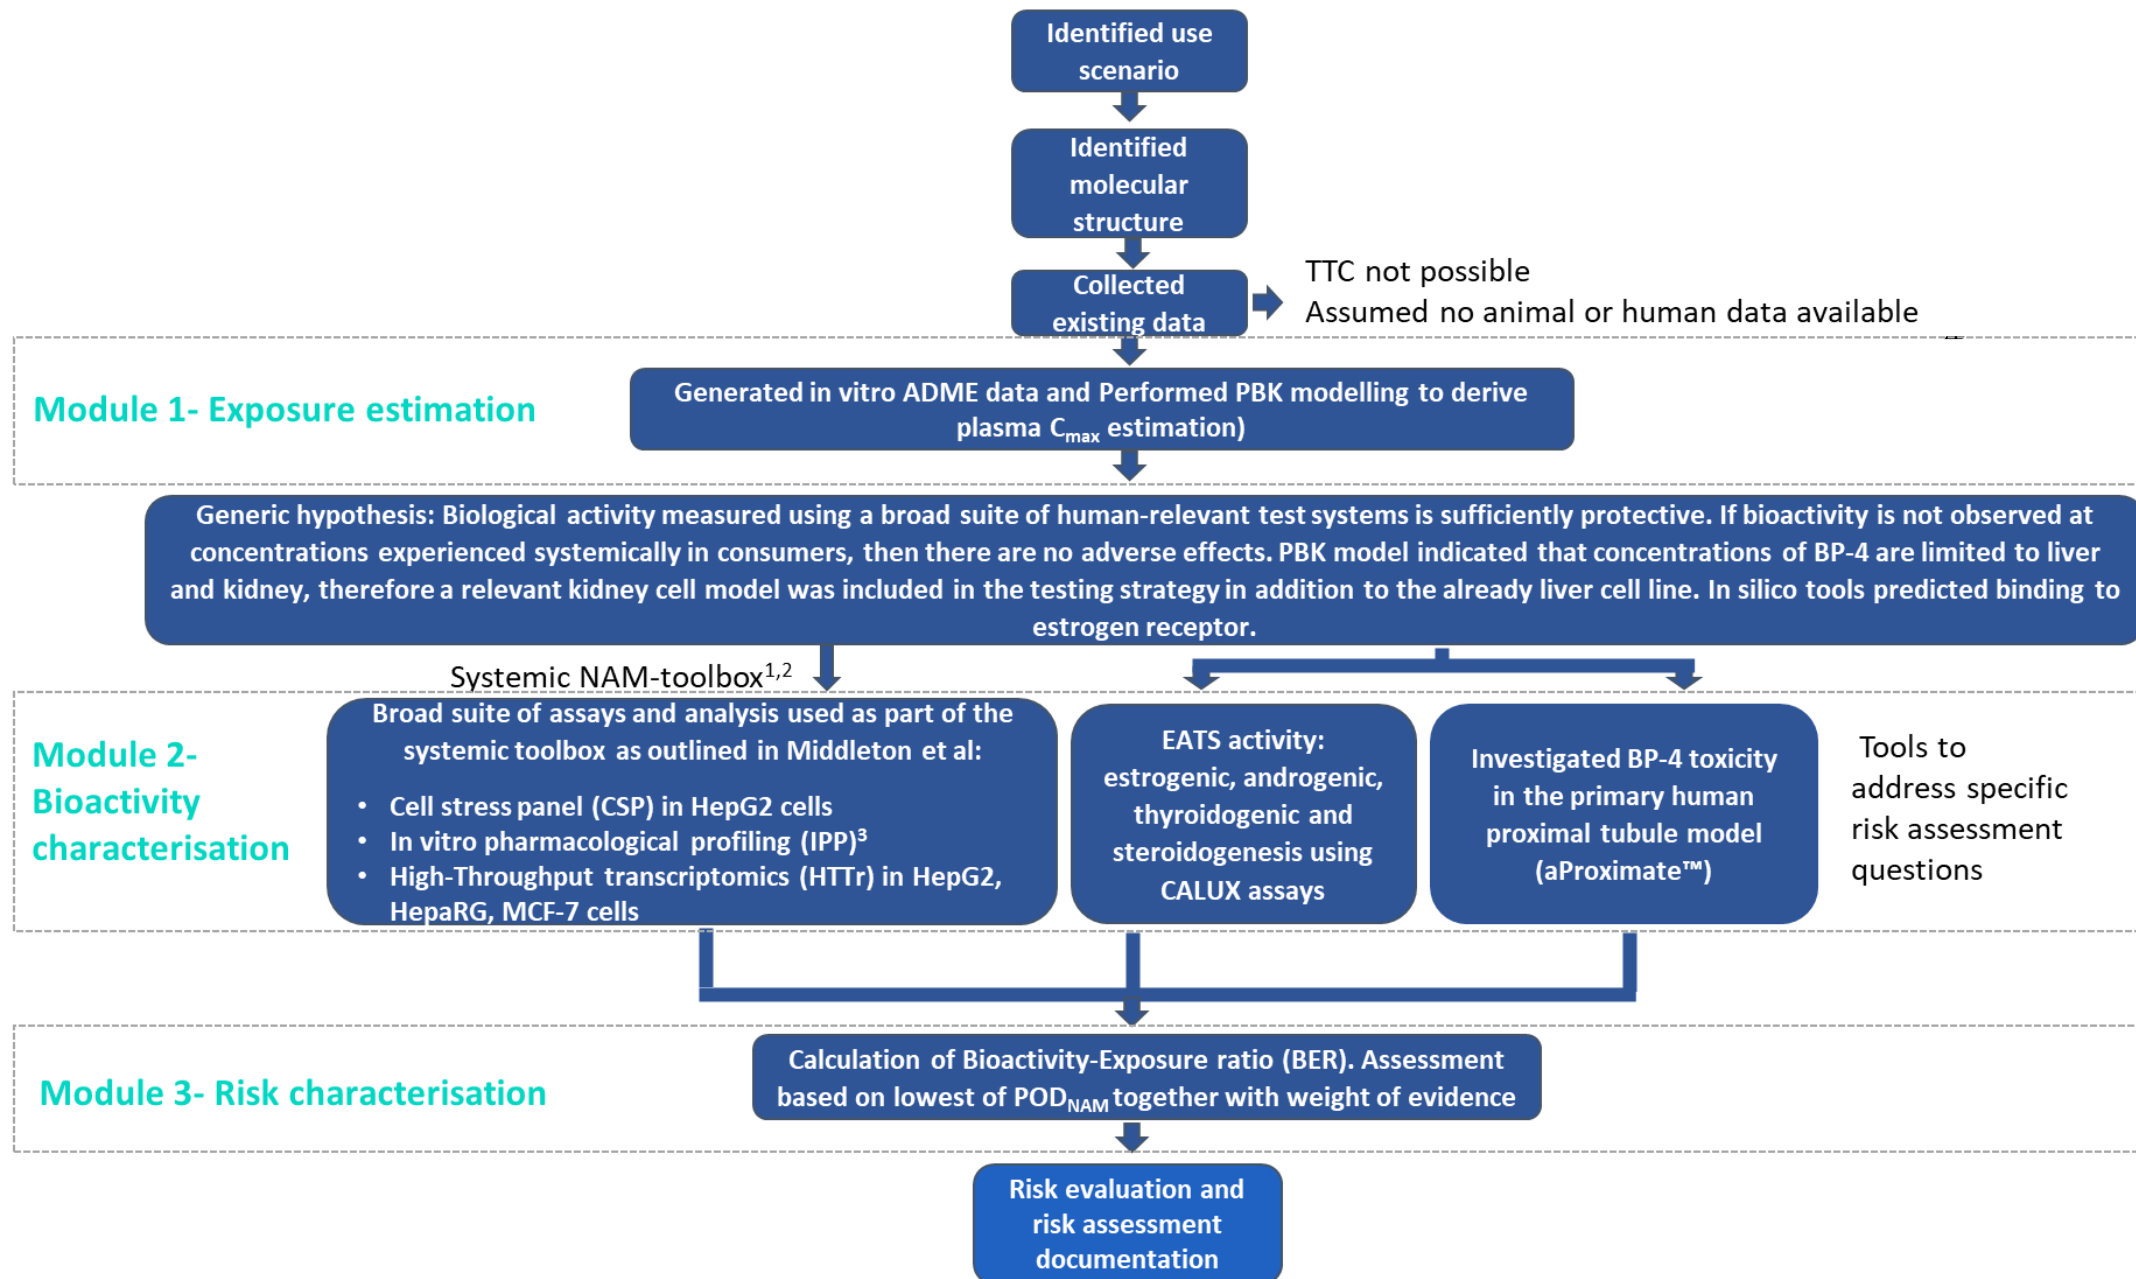 Identified use
scenario
Identified
molecular
structure
Collected
existing data
TTC not possible
Assumed no animal or human data available
Module 1- Exposure estimation
Generated in vitro ADME data and Performed PBK modelling to derive
plasma Cmax estimation)
Generic hypothesis: Biological activity measured using a broad suite of human-relevant test systems is sufficiently protective. If bioactivity is not observed at
concentrations experienced systemically in consumers, then there are no adverse effects. PBK model indicated that concentrations of BP-4 are limited to liver
and kidney, therefore a relevant kidney cell model was included in the testing strategy in addition to the already liver cell line. In silico tools predicted binding to
estrogen receptor.
Systemic NAM-toolbox1,2
Module 2-
Bioactivity
characterisation
Broad suite of assays and analysis used as part of the
systemic toolbox as outlined in Middleton et al:
• Cell stress panel (CSP) in HepG2 cells
• In vitro pharmacological profiling (IPP)3
• High-Throughput transcriptomics (HTTr) in HepG2,
HepaRG, MCF-7 cells
EATS activity:
estrogenic, androgenic,
thyroidogenic and
steroidogenesis using
CALUX assays
Investigated BP-4 toxicity
in the primary human
proximal tubule model
(aProximate™)
Tools to
address specific
risk assessment
questions
Module 3- Risk characterisation
Calculation of Bioactivity-Exposure ratio (BER). Assessment
based on lowest of PODNAM together with weight of evidence
Risk evaluation and
risk assessment
documentation